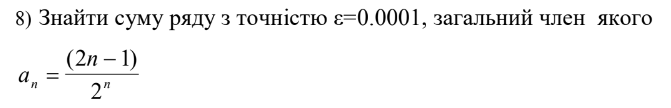 8) Знайти суму ряду з точністю ε=0.0001, загальний член якого
aₙ = (2n − 1) / 2ⁿ